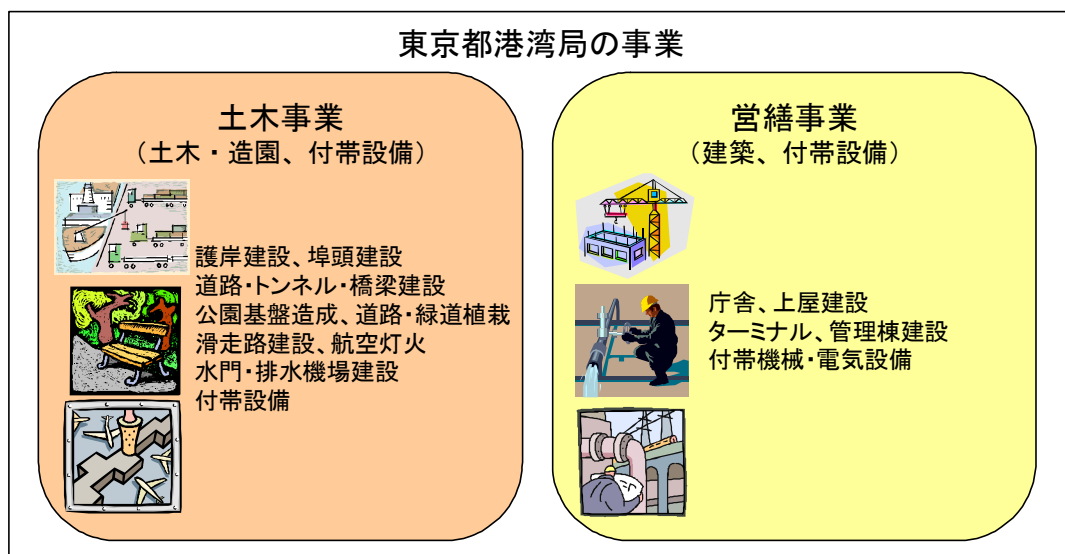 東京都港湾局の事業
土木事業
（土木・造園、付帯設備）
護岸建設、埠頭建設
道路・トンネル・橋梁建設
公園基盤造成、道路・緑道植栽
滑走路建設、航空灯火
水門・排水機場建設
付帯設備
営繕事業
（建築、付帯設備）
庁舎、上屋建設
ターミナル、管理棟建設
付帯機械・電気設備